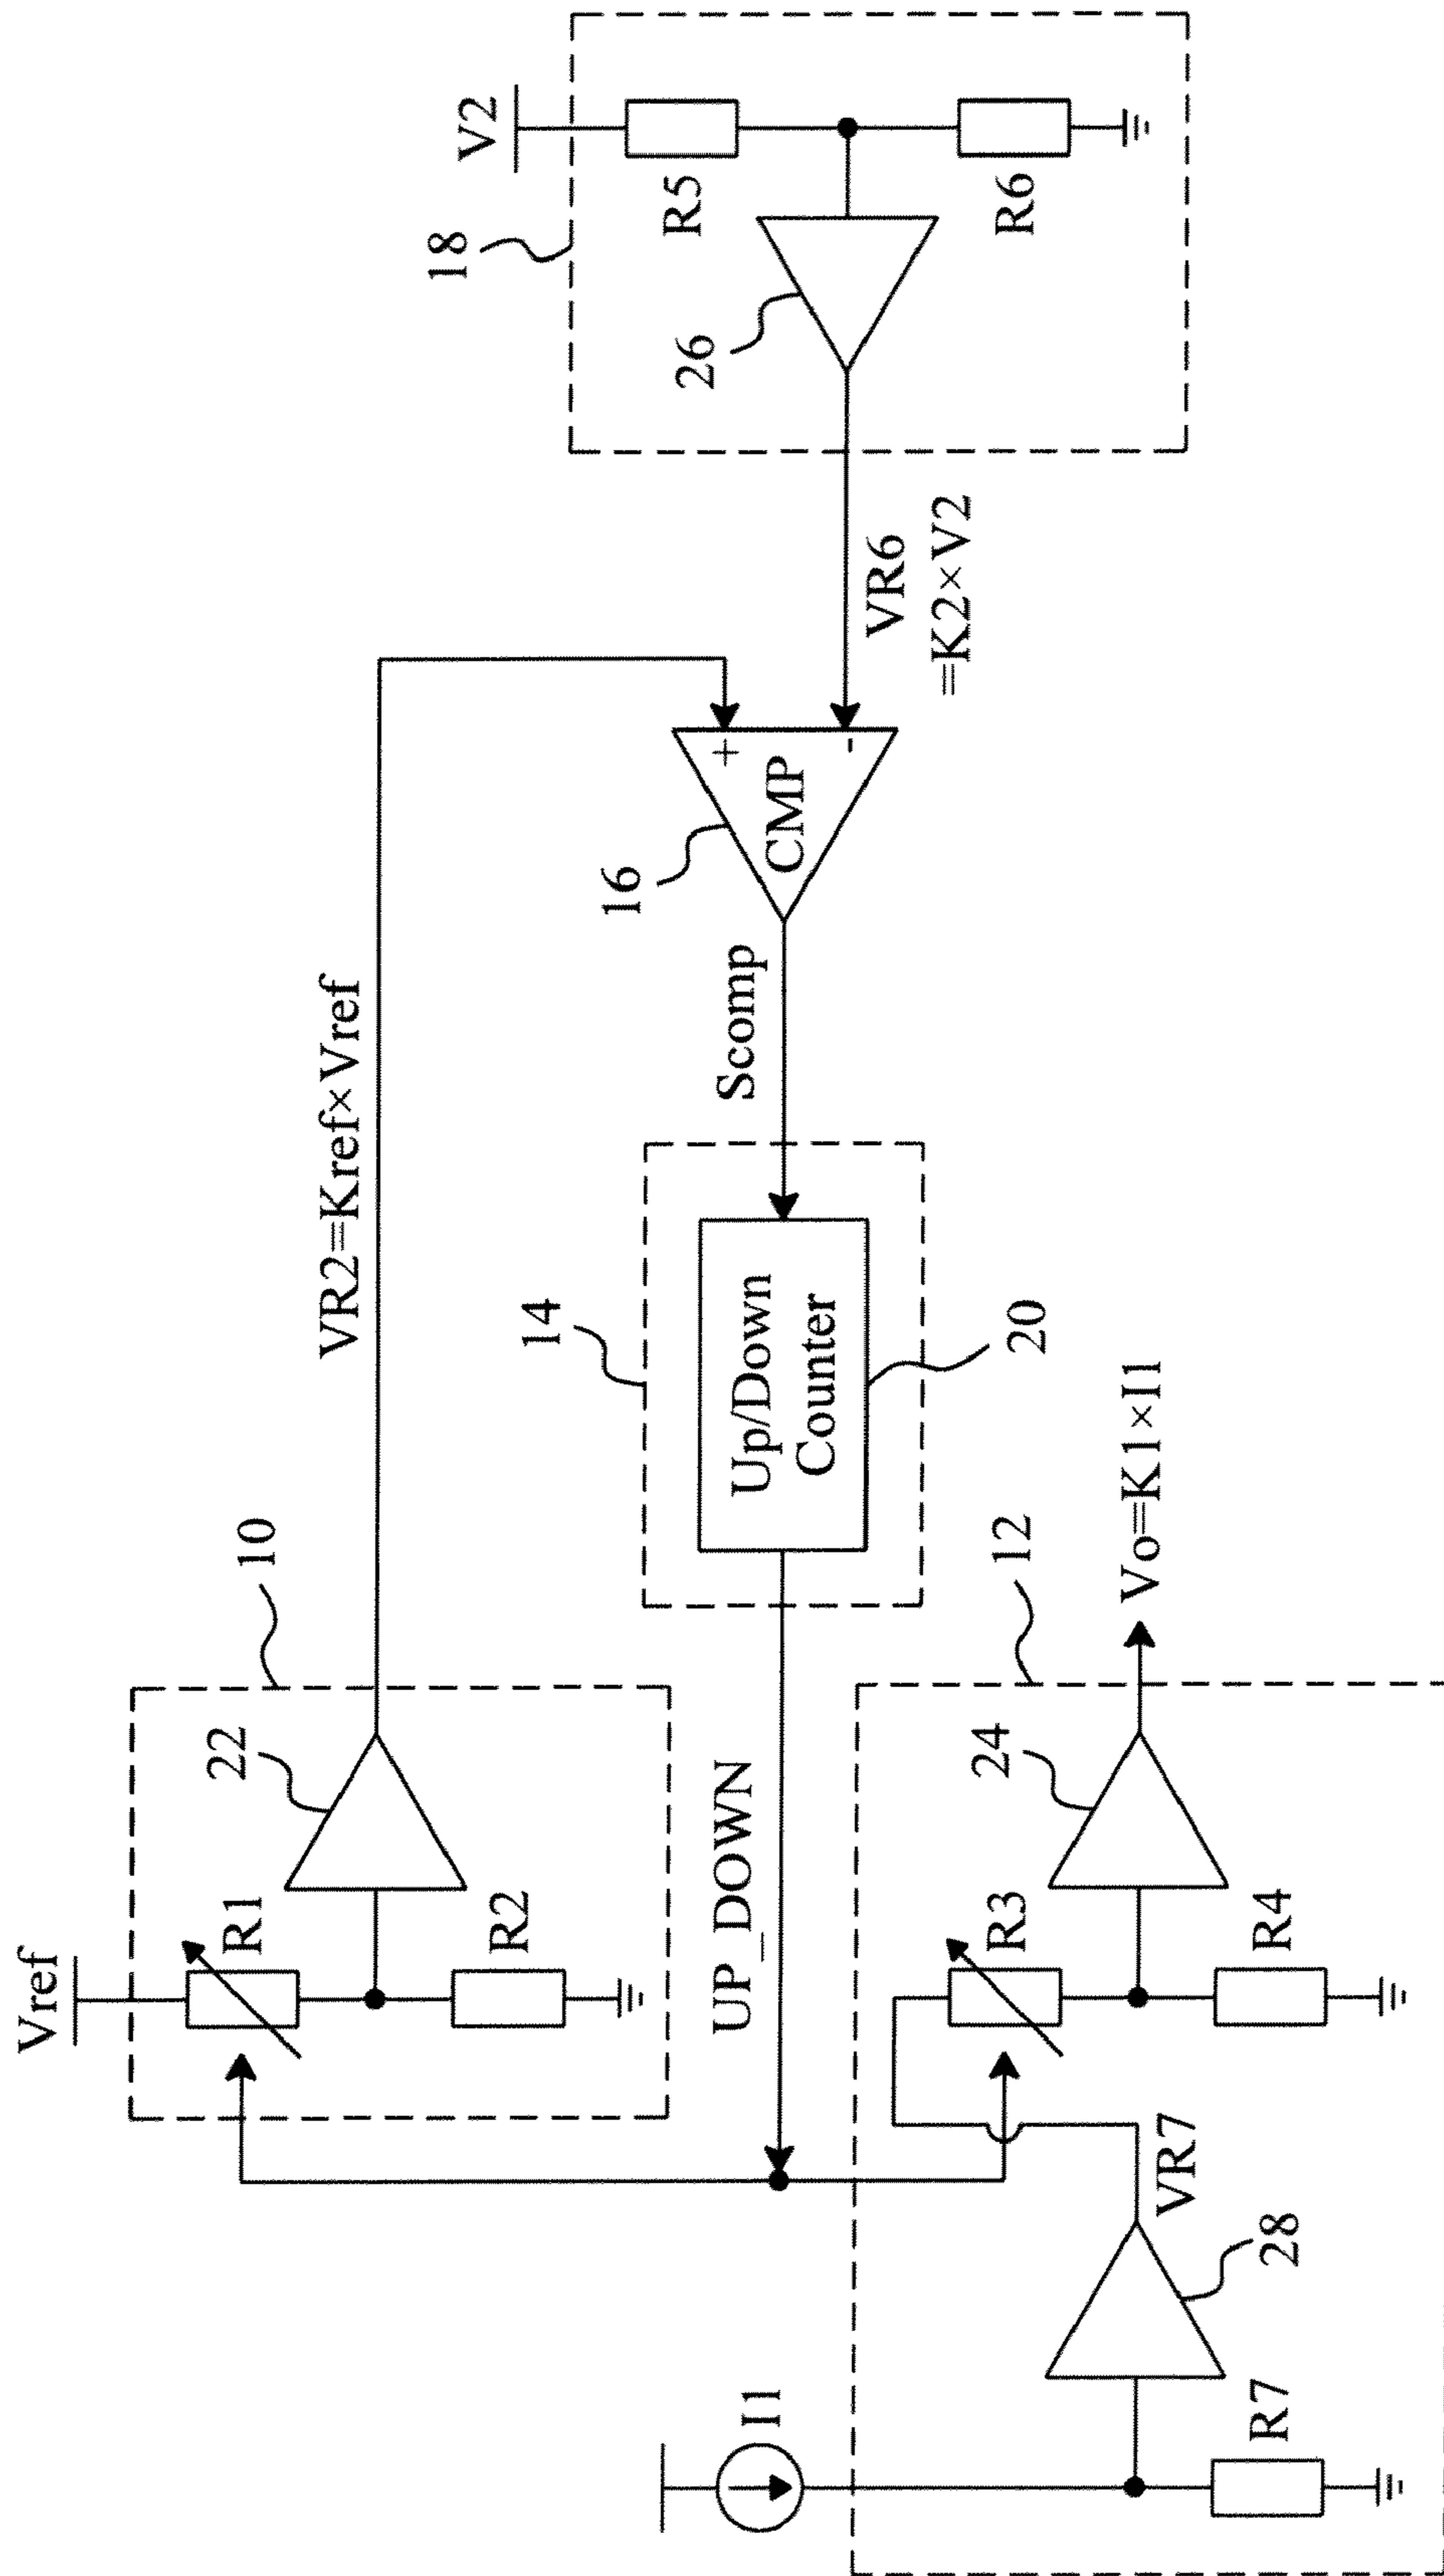 Vref
R1
R2
22
10
VR2=Kref×Vref
UP_DOWN
14
Up/Down
Counter
20
Scomp
16
+
-
CMP
VR6
=K2×V2
18
V2
R5
R6
26
I1
R7
28
VR7
R3
R4
24
12
Vo=K1×I1